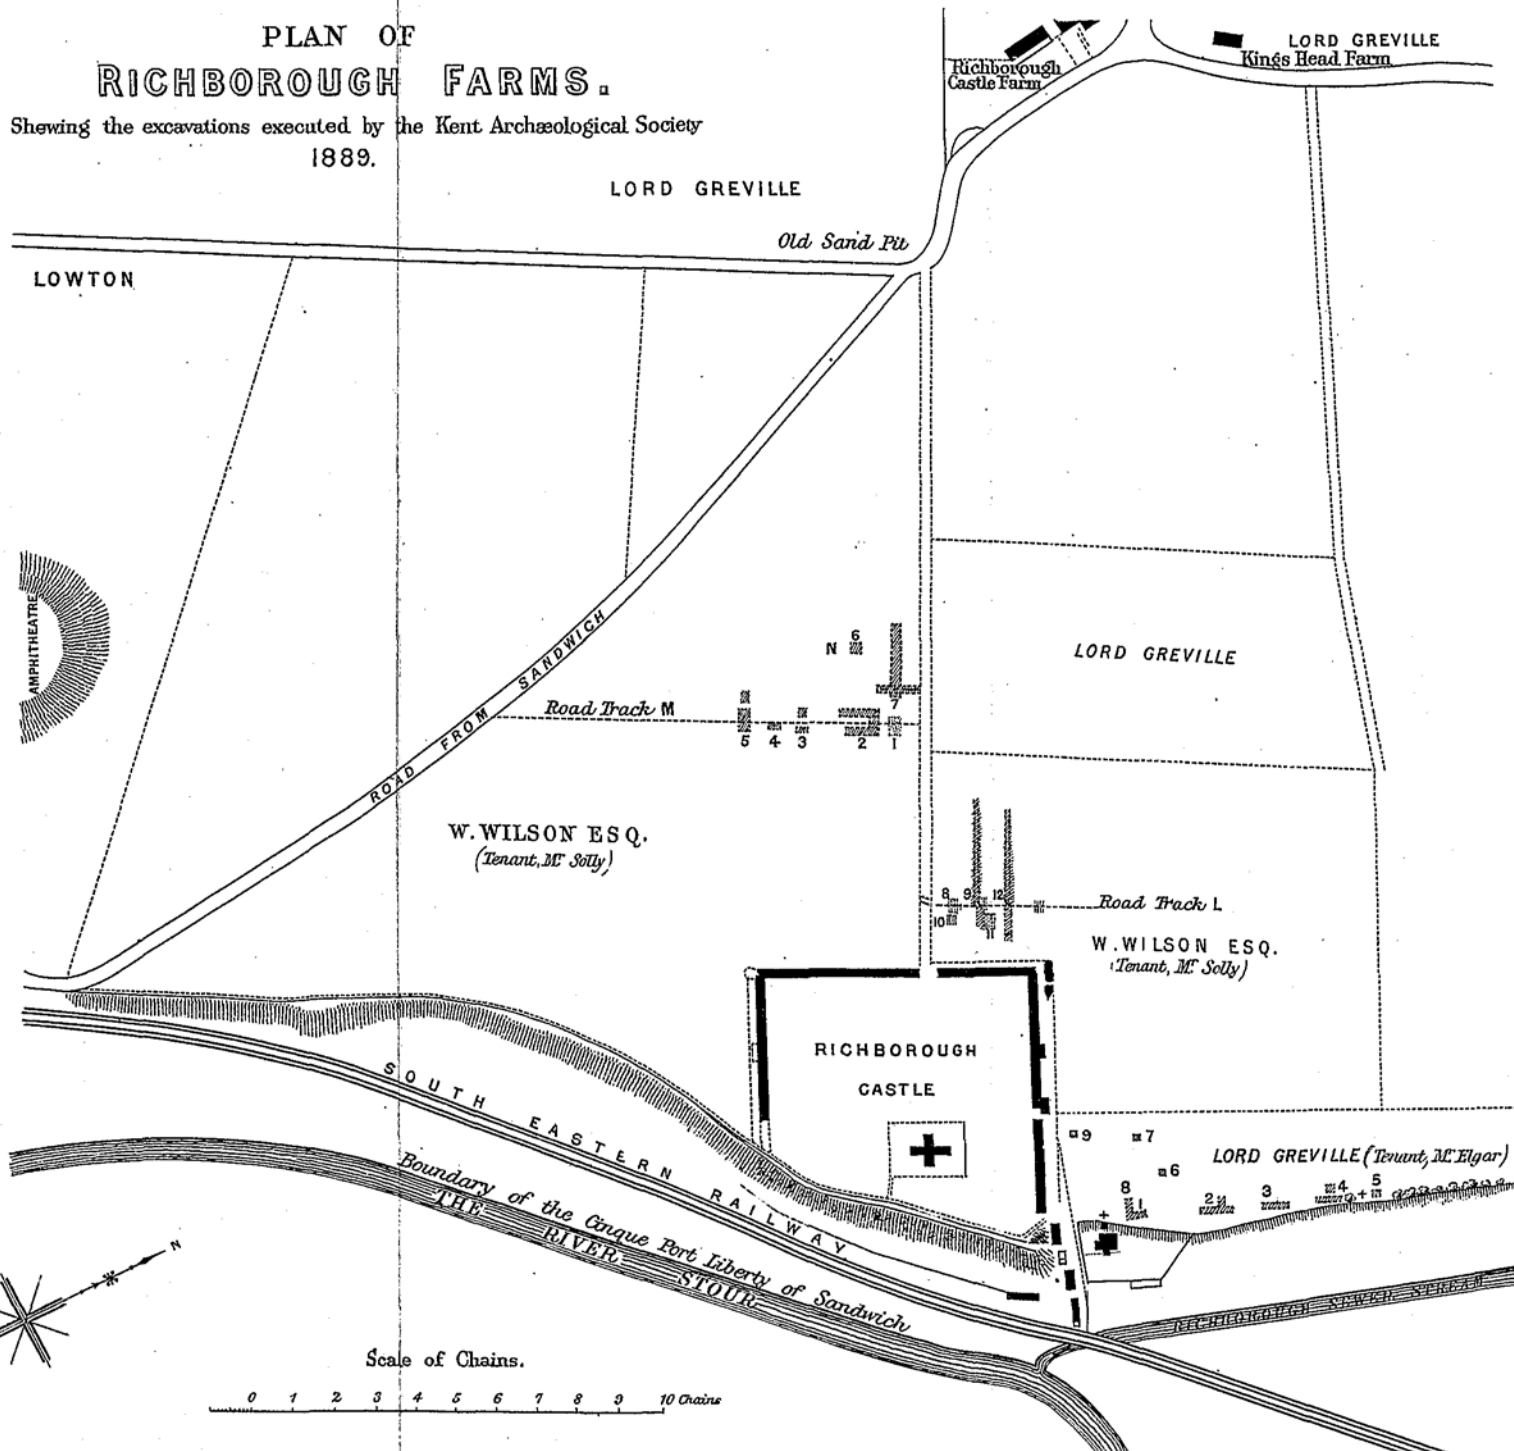 PLAN OF
RICHBOROUGH FARMS.
Shewing the excavations executed by the Kent Archæological Society
1889.
LORD GREVILLE
Kings Head Farm
Richborough
Castle Farm
LORD GREVILLE
Old Sand Pit
LOWTON
AMPHITHEATRE
ROAD FROM SANDWICH
LORD GREVILLE
N 6
7
Road Track M
5 4 3 2 1
W. WILSON ESQ.
(Tenant, Mr Solly)
8 9 12
10 11
Road Track L
W. WILSON ESQ.
(Tenant, Mr Solly)
RICHBOROUGH
CASTLE
9 7
6
LORD GREVILLE (Tenant, Mr Elgar)
8 1 2 3 4 + 5
+
SOUTH EASTERN RAILWAY
Boundary of the Cinque Port Liberty of Sandwich
THE RIVER STOUR
RICHBOROUGH SEWER STREAM
N
Scale of Chains.
0 1 2 3 4 5 6 7 8 9 10 Chains